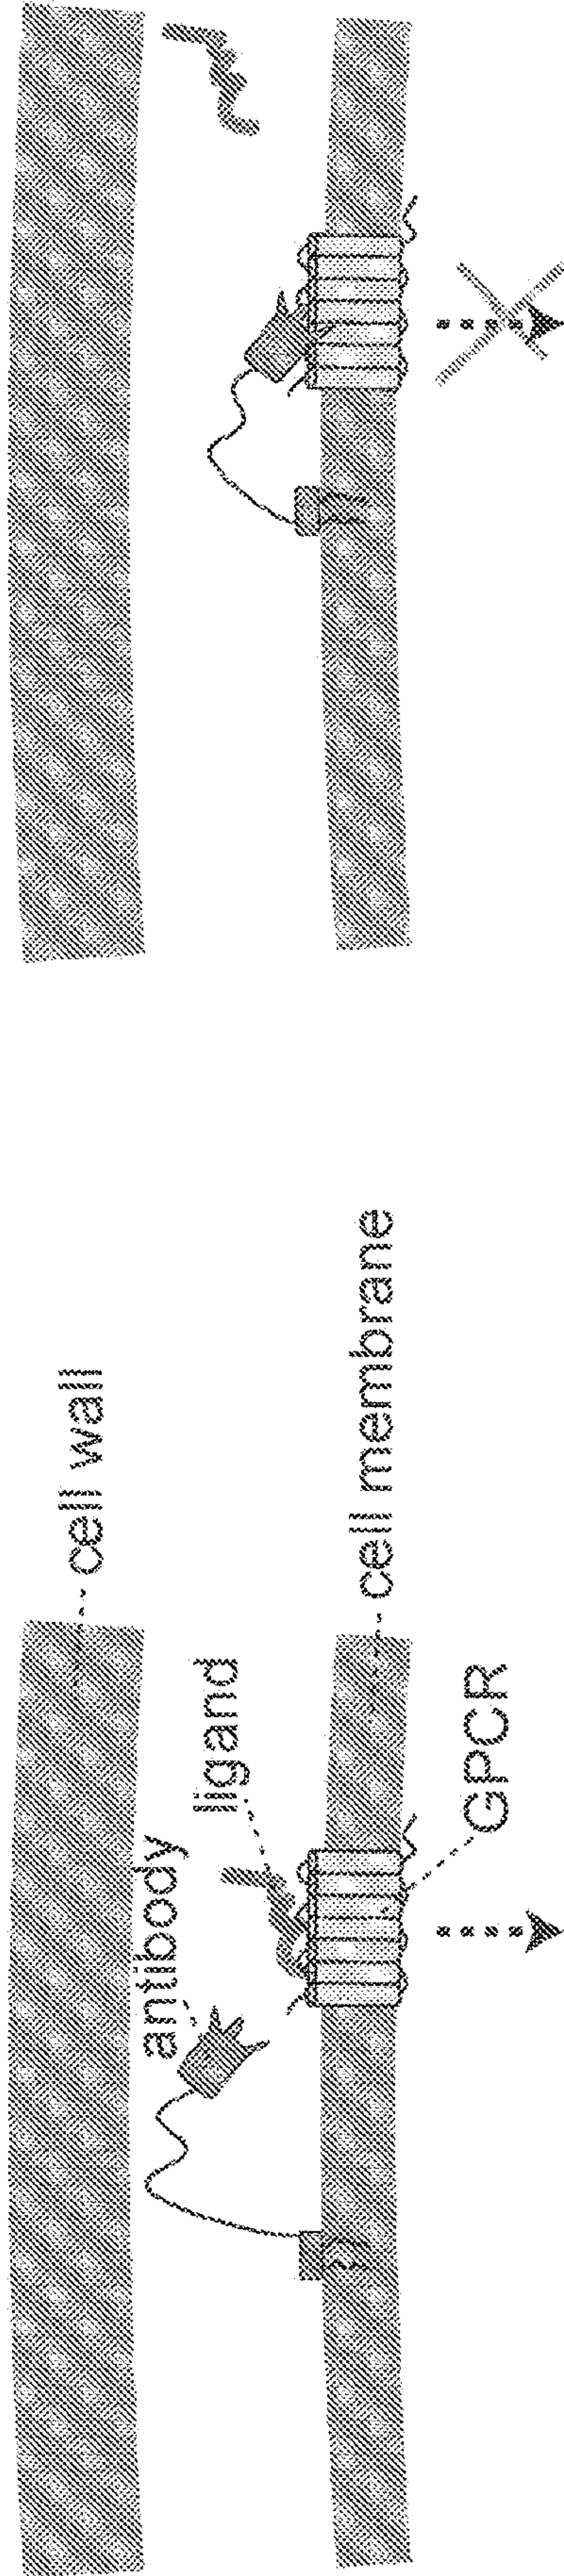 cell wall
antibody
ligand
cell membrane
GPCR